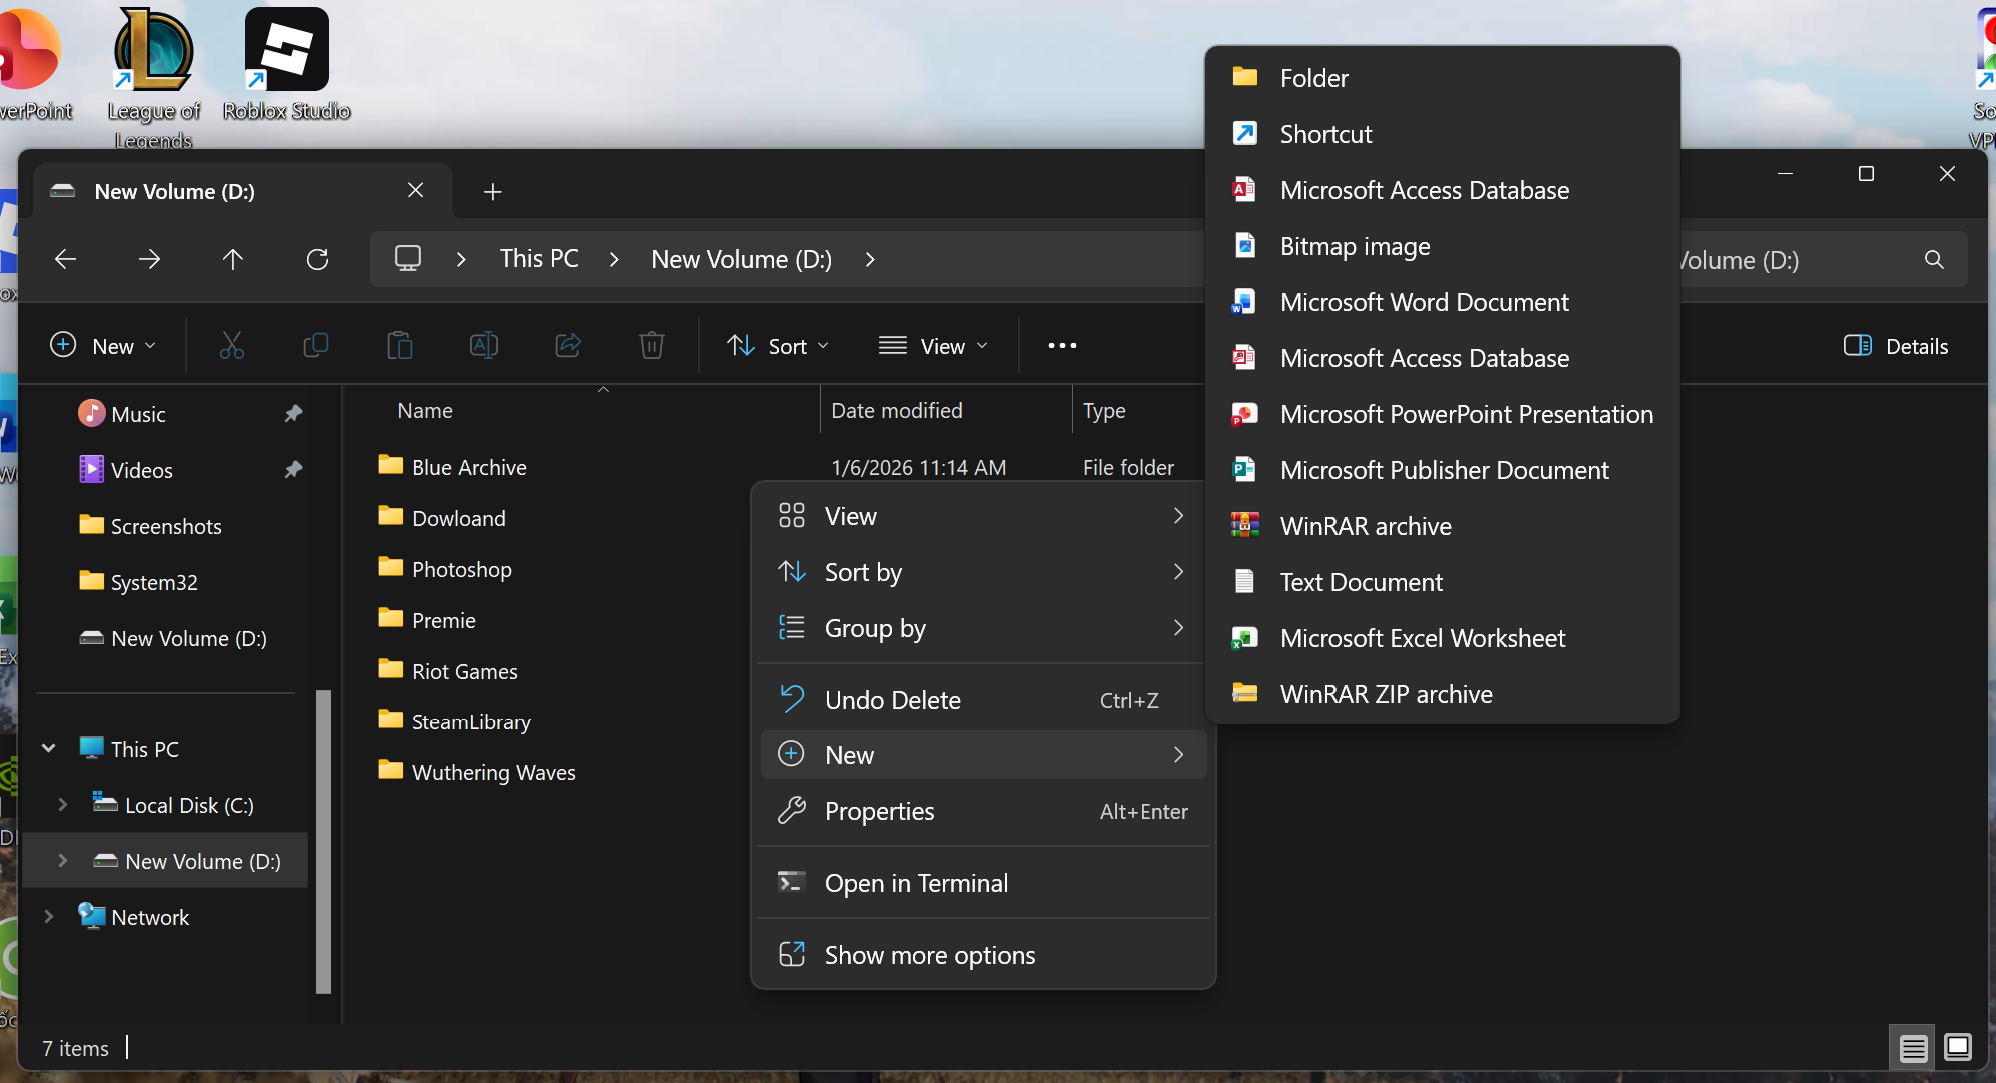 League of
Legends
Roblox Studio
New Volume (D:)
This PC
New Volume (D:)
Volume (D:)
New
Sort
View
Details
Music
Videos
Screenshots
System32
New Volume (D:)
This PC
Local Disk (C:)
New Volume (D:)
Network
Name
Date modified
Type
Blue Archive
1/6/2026 11:14 AM
File folder
Dowloand
Photoshop
Premie
Riot Games
SteamLibrary
Wuthering Waves
View
Sort by
Group by
Undo Delete
Ctrl+Z
New
Properties
Alt+Enter
Open in Terminal
Show more options
Folder
Shortcut
Microsoft Access Database
Bitmap image
Microsoft Word Document
Microsoft Access Database
Microsoft PowerPoint Presentation
Microsoft Publisher Document
WinRAR archive
Text Document
Microsoft Excel Worksheet
WinRAR ZIP archive
7 items